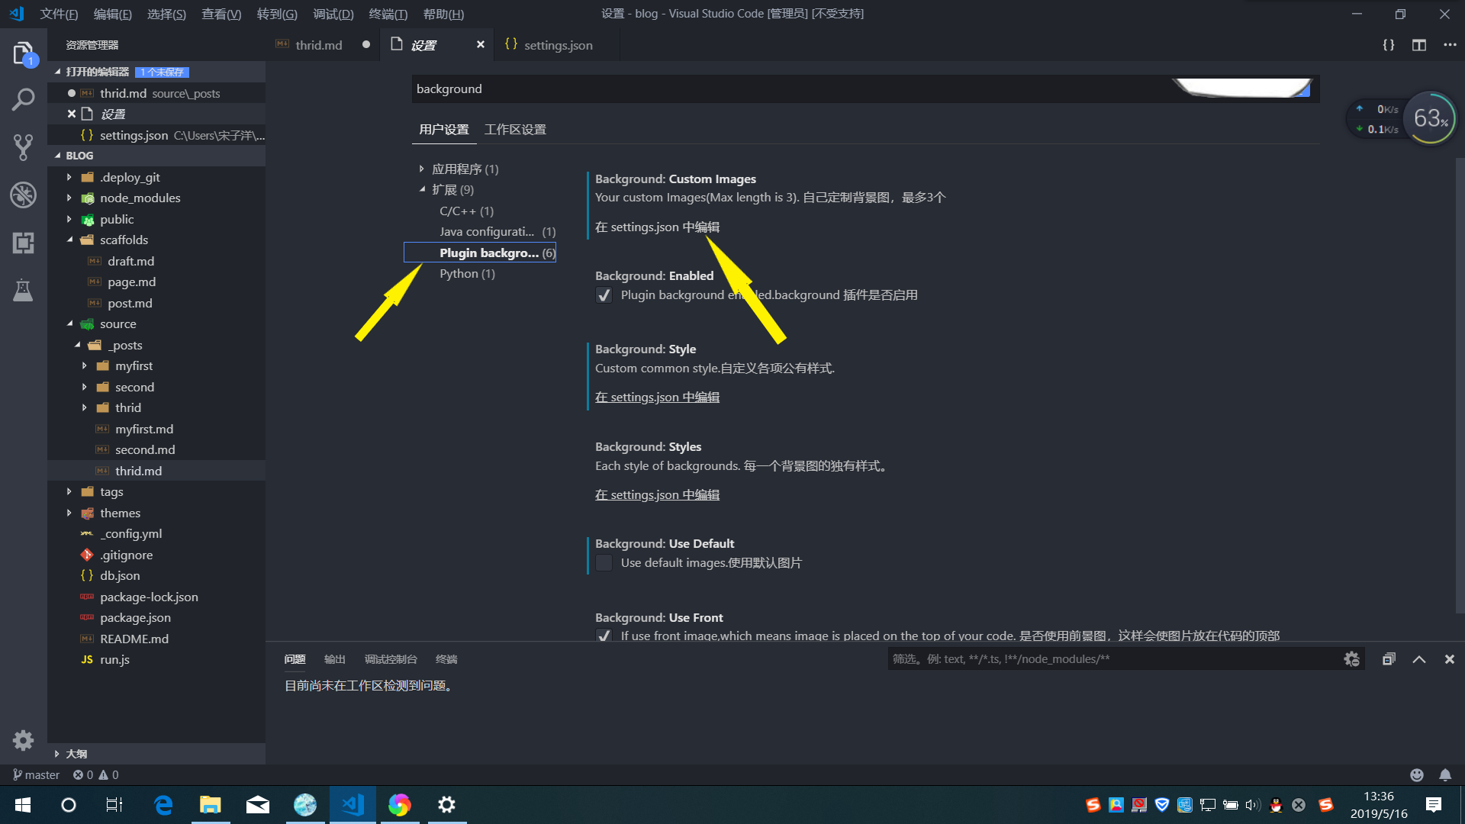 文件(F) 编辑(E) 选择(S) 查看(V) 转到(G) 调试(D) 终端(T) 帮助(H) 设置 - blog - Visual Studio Code [管理员] [不受支持]
资源管理器
thrid.md 设置 settings.json
打开的编辑器 1 个未保存
thrid.md source\_posts
设置
settings.json C:\Users\宋子洋\...
BLOG
.deploy_git
node_modules
public
scaffolds
draft.md
page.md
post.md
source
_posts
myfirst
second
thrid
myfirst.md
second.md
thrid.md
tags
themes
_config.yml
.gitignore
db.json
package-lock.json
package.json
README.md
JS run.js
大纲
background
用户设置 工作区设置
应用程序 (1)
扩展 (9)
C/C++ (1)
Java configurati... (1)
Plugin backgro... (6)
Python (1)
Background: Custom Images
Your custom Images(Max length is 3). 自己定制背景图，最多3个
在 settings.json 中编辑
Background: Enabled
Plugin background en led.background 插件是否启用
Background: Style
Custom common style.自定义各项公有样式.
在 settings.json 中编辑
Background: Styles
Each style of backgrounds. 每一个背景图的独有样式。
在 settings.json 中编辑
Background: Use Default
Use default images.使用默认图片
Background: Use Front
If use front image,which means image is placed on the top of your code. 是否使用前景图，这样会使图片放在代码的顶部
0K/s
0.1K/s
63%
问题 输出 调试控制台 终端
筛选。例: text, **/*.ts, !**/node_modules/**
目前尚未在工作区检测到问题。
master 0 0
13:36
2019/5/16